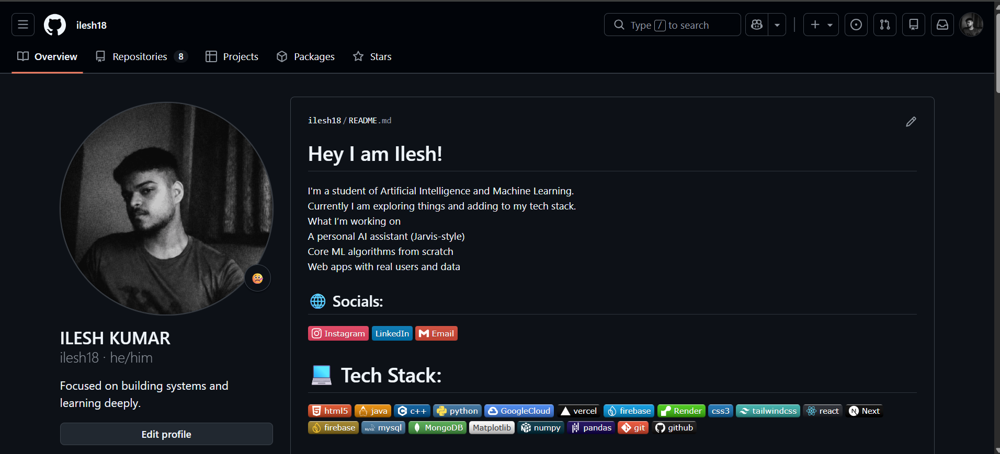 ilesh18
Type / to search
Overview
Repositories 8
Projects
Packages
Stars
ilesh18/README.md
Hey I am Ilesh!
I'm a student of Artificial Intelligence and Machine Learning.
Currently I am exploring things and adding to my tech stack.
What I’m working on
A personal AI assistant (Jarvis-style)
Core ML algorithms from scratch
Web apps with real users and data
Socials:
Instagram LinkedIn Email
Tech Stack:
html5 java c++ python GoogleCloud vercel firebase Render css3 tailwindcss react Next
firebase MySQL mysql MongoDB Matplotlib numpy pandas git github
ILESH KUMAR
ilesh18 · he/him
Focused on building systems and
learning deeply.
Edit profile